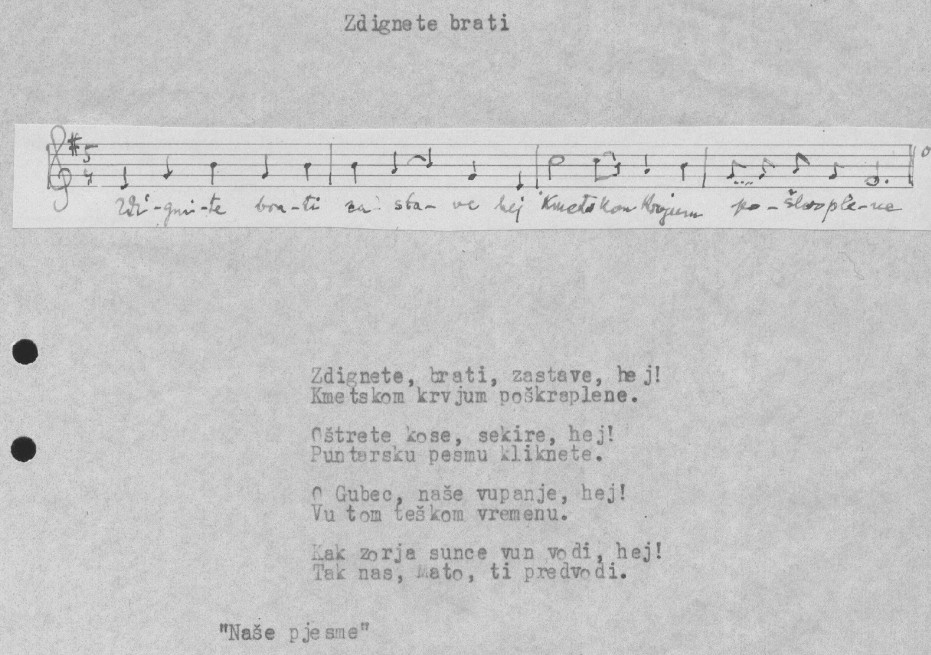 Zdignete brati
5
4
Zdi-gni-te bra-ti za- sta- ve hej Kmetskom krvjum po-škrople-ne
Zdignete, brati, zastave, hej!
Kmetskom krvjum poškraplene.
Oštrete kose, sekire, hej!
Puntarsku pesmu kliknete.
O Gubec, naše vupanje, hej!
Vu tom teškom vremenu.
Kak zorja sunce vun vodi, hej!
Tak nas, Mato, ti predvodi.
"Naše pjesme"